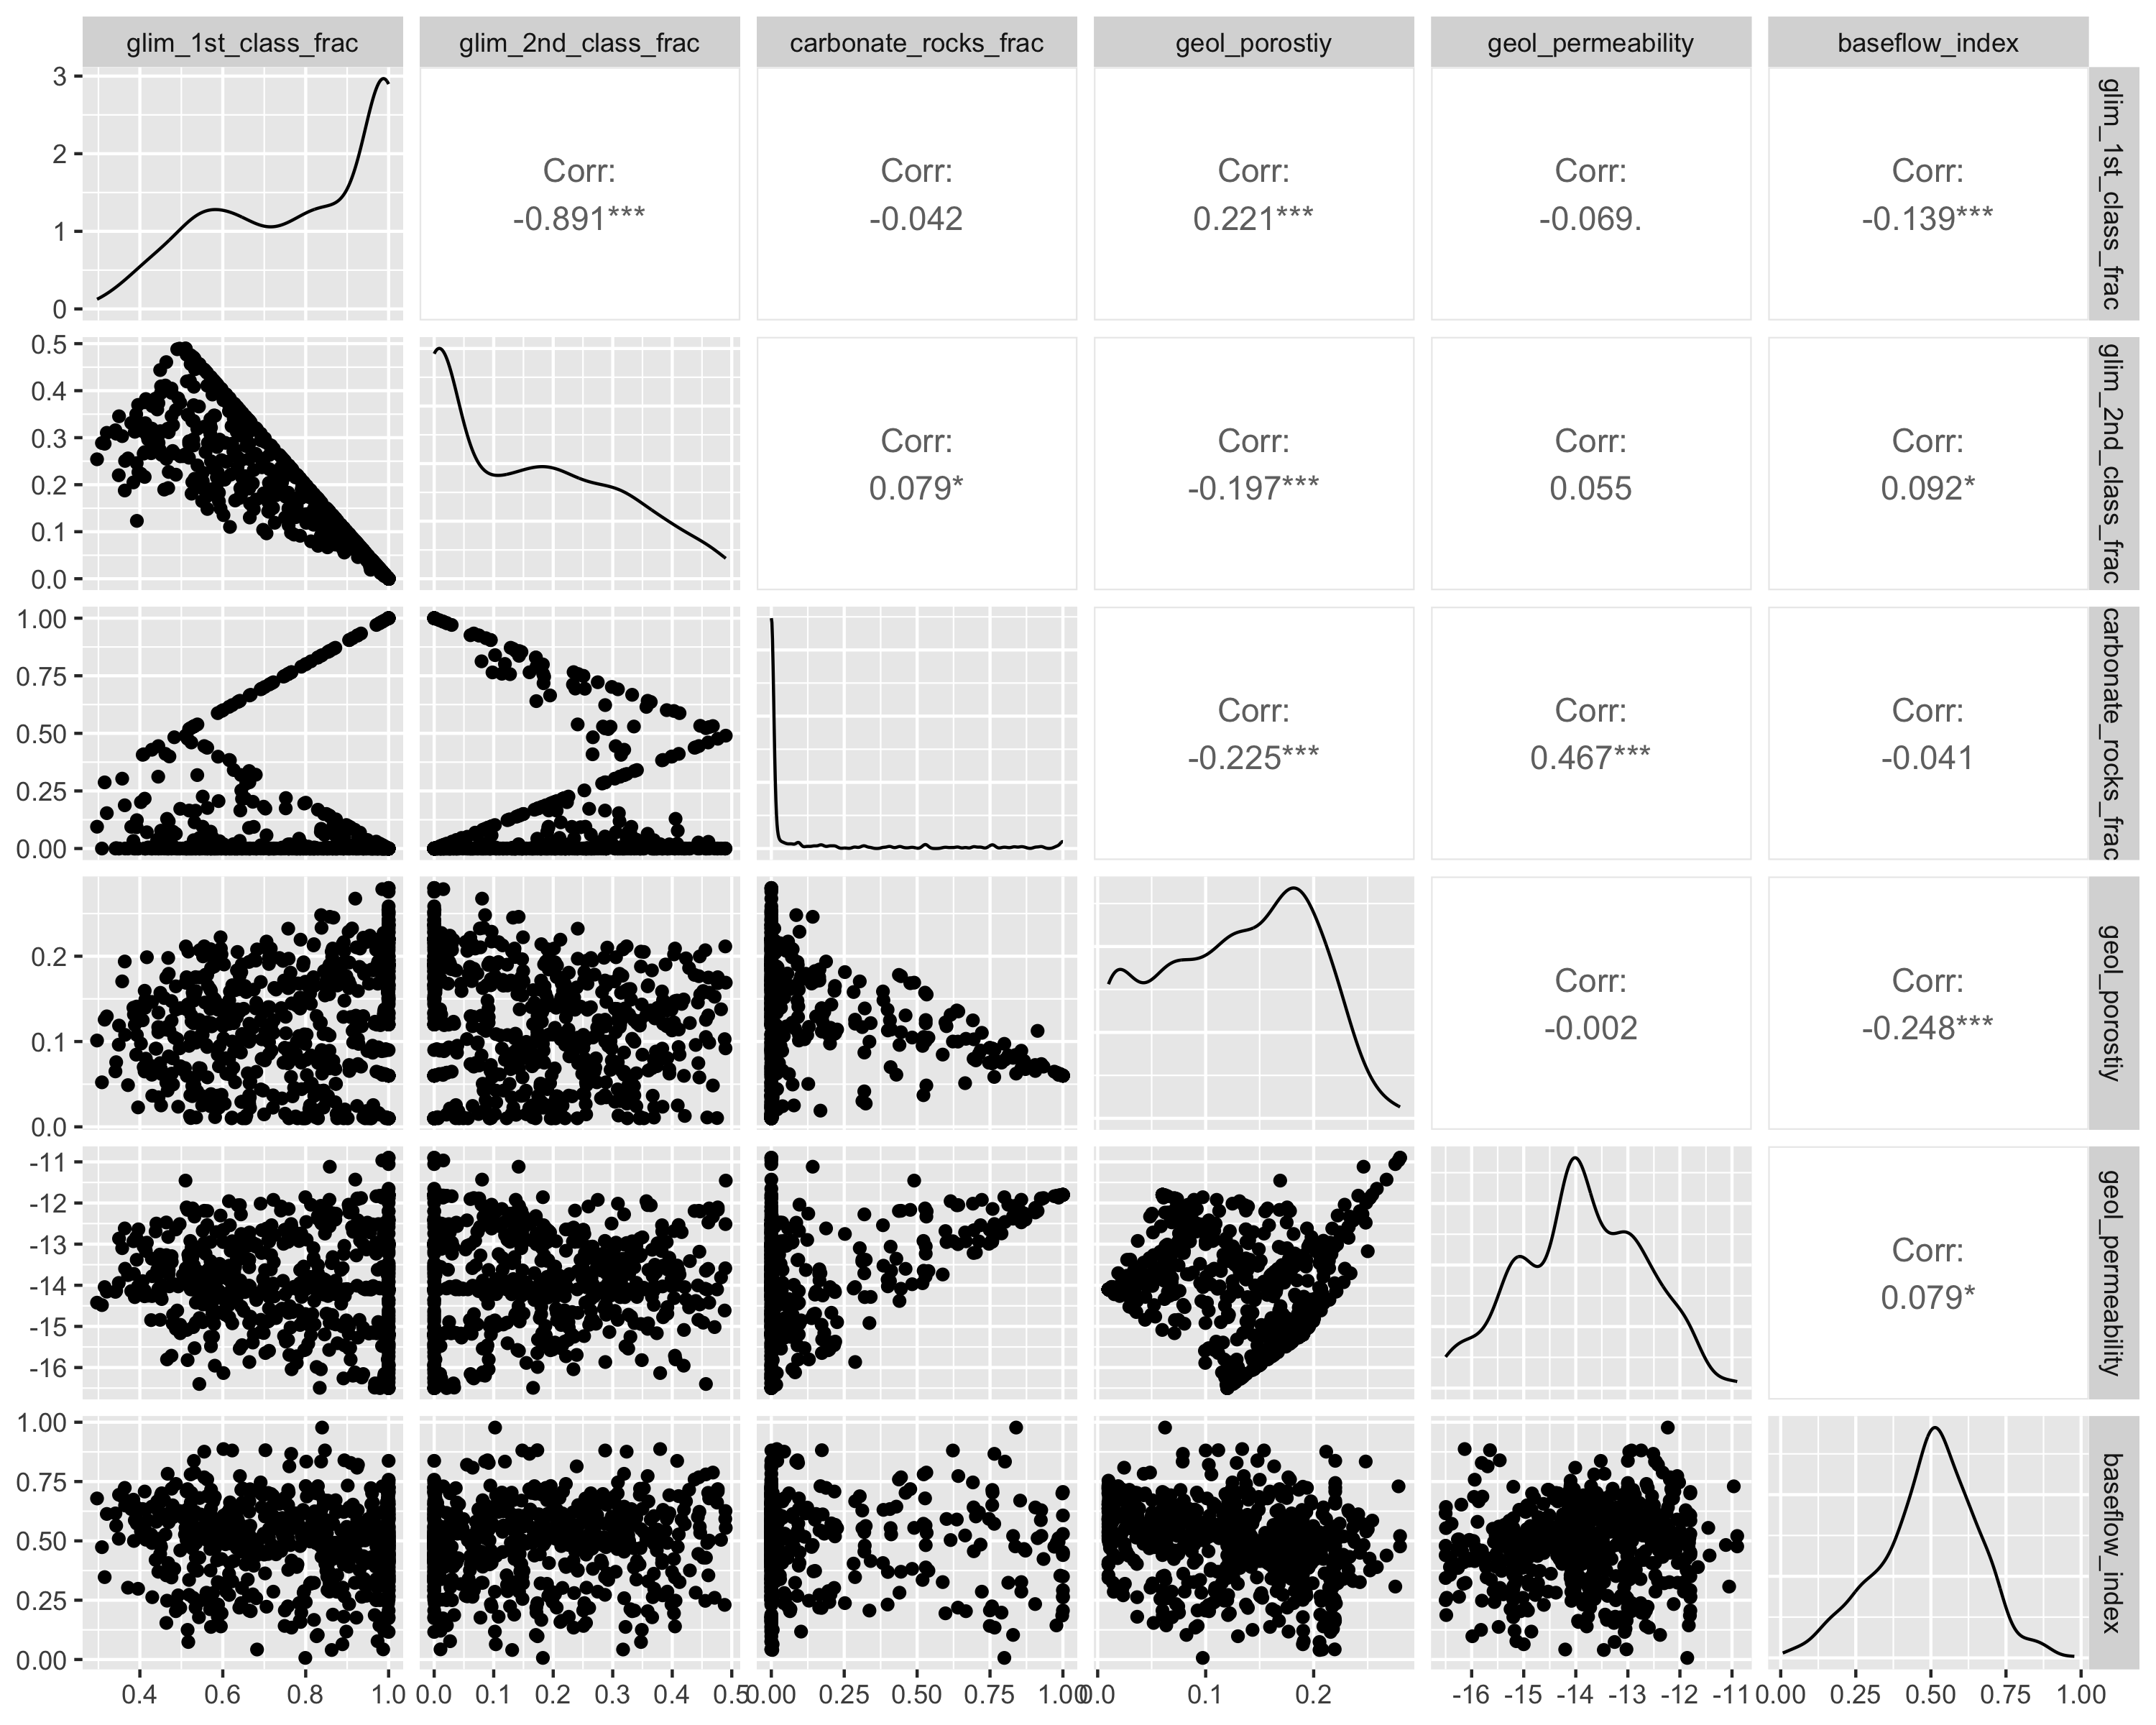 glim_1st_class_frac glim_2nd_class_frac carbonate_rocks_frac geol_porostiy geol_permeability baseflow_index
3
2
1
0
Corr:
-0.891***
Corr:
-0.042
Corr:
0.221***
Corr:
-0.069.
Corr:
-0.139***
glim_1st_class_frac
0.5
0.4
0.3
0.2
0.1
0.0
Corr:
0.079*
Corr:
-0.197***
Corr:
0.055
Corr:
0.092*
glim_2nd_class_frac
1.00
0.75
0.50
0.25
0.00
Corr:
-0.225***
Corr:
0.467***
Corr:
-0.041
carbonate_rocks_frac
0.2
0.1
0.0
Corr:
-0.002
Corr:
-0.248***
geol_porostiy
-11
-12
-13
-14
-15
-16
Corr:
0.079*
geol_permeability
1.00
0.75
0.50
0.25
0.00
baseflow_index
0.4 0.6 0.8 1.0
0.0 0.1 0.2 0.3 0.4 0.5
0.00 0.25 0.50 0.75 1.00
0.0 0.1 0.2
-16 -15 -14 -13 -12 -11
0.00 0.25 0.50 0.75 1.00